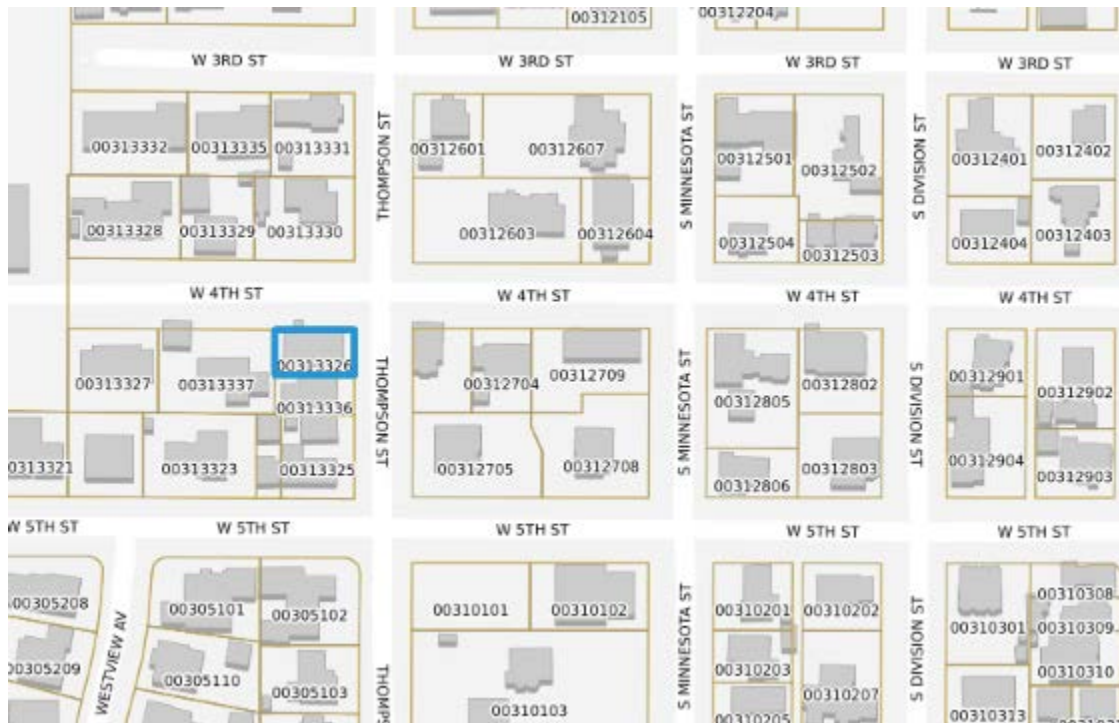 00312105
00312204
W 3RD ST
W 3RD ST
W 3RD ST
W 3RD ST
00313332
00313335
00313331
THOMPSON ST
00312601
00312607
S MINNESOTA ST
00312501
00312502
S DIVISION ST
00312401
00312402
00313328
00313329
00313330
00312603
00312604
00312504
00312503
00312404
00312403
W 4TH ST
W 4TH ST
W 4TH ST
W 4TH ST
00313327
00313337
00313326
00313336
THOMPSON ST
00312704
00312709
S MINNESOTA ST
00312805
00312802
S DIVISION ST
00312901
00312902
00313321
00313323
00313325
00312705
00312708
00312806
00312803
00312904
00312903
W 5TH ST
W 5TH ST
W 5TH ST
W 5TH ST
W 5TH ST
00305208
00305101
00305102
00310101
00310102
00310201
00310202
00310301
00310308
00310309
00305209
WESTVIEW AV
00305110
00305103
THOMPS
00310103
S MINNESOTA ST
00310203
00310207
00310205
S DIVISION ST
00310310
00310313